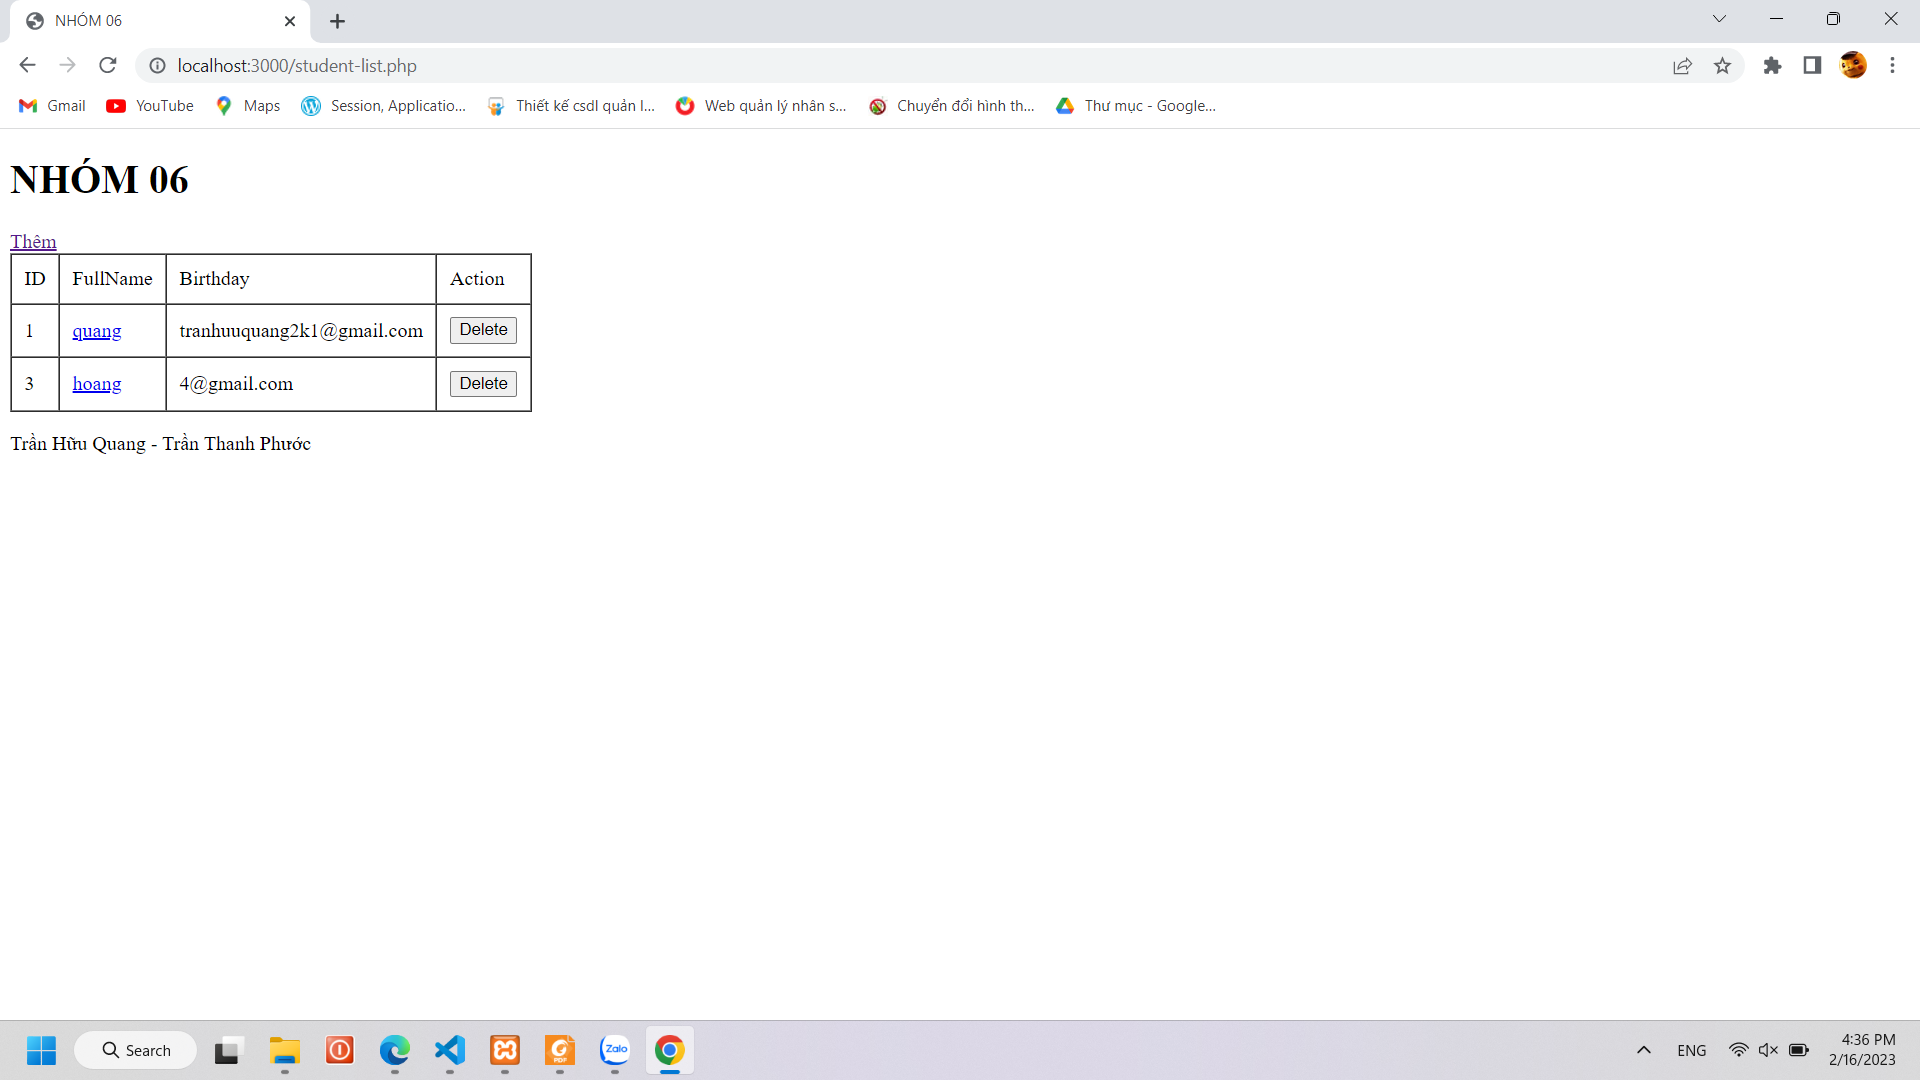 NHÓM 06
localhost:3000/student-list.php
Gmail YouTube Maps Session, Applicatio... Thiết kế csdl quản l... Web quản lý nhân s... Chuyển đổi hình th... Thư mục - Google...
NHÓM 06
Thêm
ID FullName Birthday Action
1 quang tranhuuquang2k1@gmail.com Delete
3 hoang 4@gmail.com Delete
Trần Hữu Quang - Trần Thanh Phước
Search PDF Zalo ENG 4:36 PM
2/16/2023